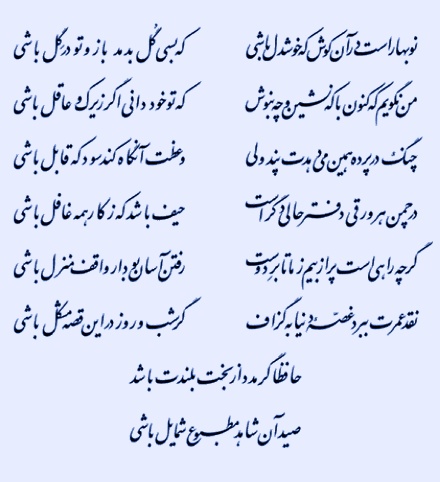 نوبهار است در آن کوش که خوشدل باشی که بسی گل بدمد باز و تو در گل باشی
من نگویم که کنون با که نشین و چه بنوش که تو خود دانی اگر زیرک و عاقل باشی
چنگ در پرده همین می دهدت پند ولی وعظت آنگاه کند سود که قابل باشی
در چمن هر ورقی دفتر حالی دگر است حیف باشد که ز کار همه غافل باشی
گرچه راهی است پر از بیم ز ما تا بر دوست رفتن آسان بود ار واقف منزل باشی
نقد عمرت ببرد غصه دنیا به گزاف گر شب و روز در این قصه مشکل باشی
حافظا گر مدد از بخت بلندت باشد
صید آن شاهد مطبوع شمایل باشی